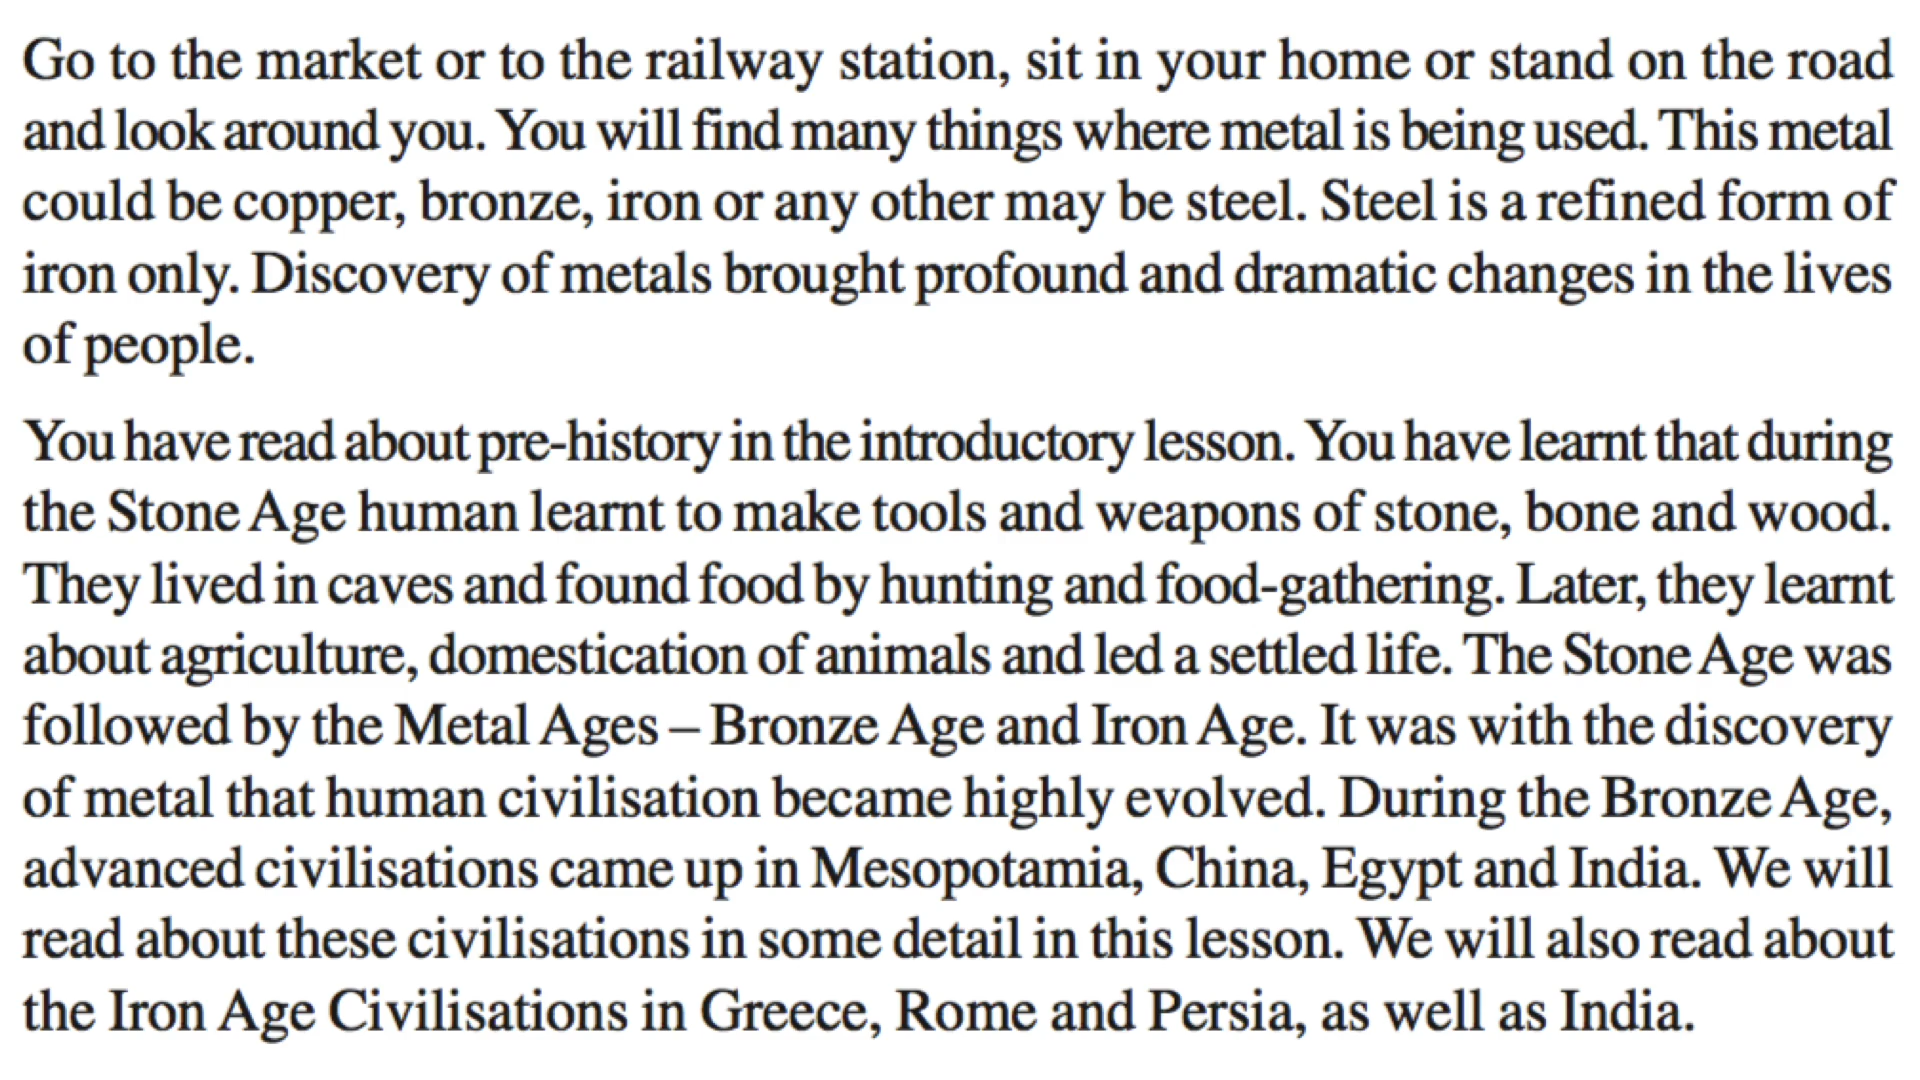 Go to the market or to the railway station, sit in your home or stand on the road
and look around you. You will find many things where metal is being used. This metal
could be copper, bronze, iron or any other may be steel. Steel is a refined form of
iron only. Discovery of metals brought profound and dramatic changes in the lives
of people.
You have read about pre-history in the introductory lesson. You have learnt that during
the Stone Age human learnt to make tools and weapons of stone, bone and wood.
They lived in caves and found food by hunting and food-gathering. Later, they learnt
about agriculture, domestication of animals and led a settled life. The Stone Age was
followed by the Metal Ages – Bronze Age and Iron Age. It was with the discovery
of metal that human civilisation became highly evolved. During the Bronze Age,
advanced civilisations came up in Mesopotamia, China, Egypt and India. We will
read about these civilisations in some detail in this lesson. We will also read about
the Iron Age Civilisations in Greece, Rome and Persia, as well as India.